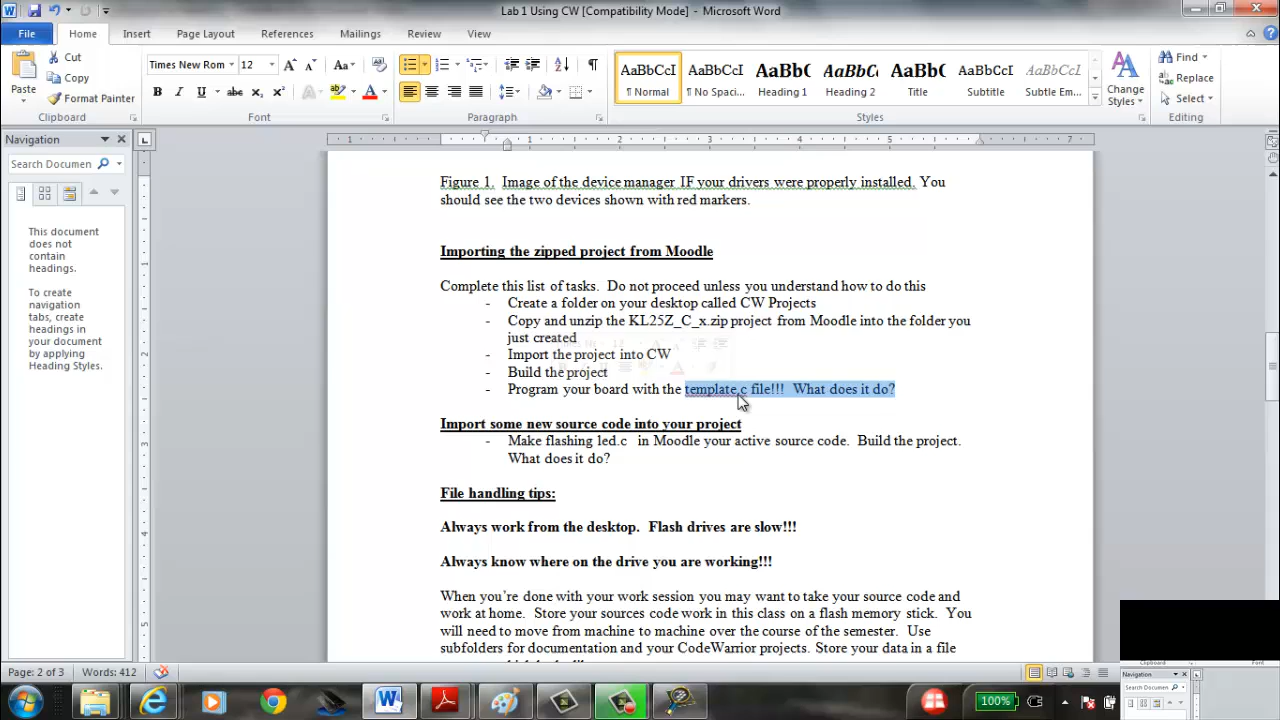 Lab 1 Using CW [Compatibility Mode] - Microsoft Word
File Home Insert Page Layout References Mailings Review View
Paste
Cut
Copy
Format Painter
Clipboard
Times New Rom 12
Font
Paragraph
AaBbCcI AaBbCcI AaBbC AaBbCc AaBbC AaBbCcI AaBbCcI
¶ Normal ¶ No Spaci... Heading 1 Heading 2 Title Subtitle Subtle Em...
Styles
Change
Styles
Find
Replace
Select
Editing
Navigation
Search Documen
This document
does not
contain
headings.
To create
navigation
tabs, create
headings in
your document
by applying
Heading Styles.
Figure 1. Image of the device manager IF your drivers were properly installed. You
should see the two devices shown with red markers.
Importing the zipped project from Moodle
Complete this list of tasks. Do not proceed unless you understand how to do this
- Create a folder on your desktop called CW Projects
- Copy and unzip the KL25Z_C_x.zip project from Moodle into the folder you
just created
- Import the project into CW
- Build the project
- Program your board with the template.c file!!! What does it do?
Import some new source code into your project
- Make flashing led.c in Moodle your active source code. Build the project.
What does it do?
File handling tips:
Always work from the desktop. Flash drives are slow!!!
Always know where on the drive you are working!!!
When you're done with your work session you may want to take your source code and
work at home. Store your sources code work in this class on a flash memory stick. You
will need to move from machine to machine over the course of the semester. Use
subfolders for documentation and your CodeWarrior projects. Store your data in a file
Page: 2 of 3 Words: 412
100%
Clipboard Font
Navigation
Search Documen